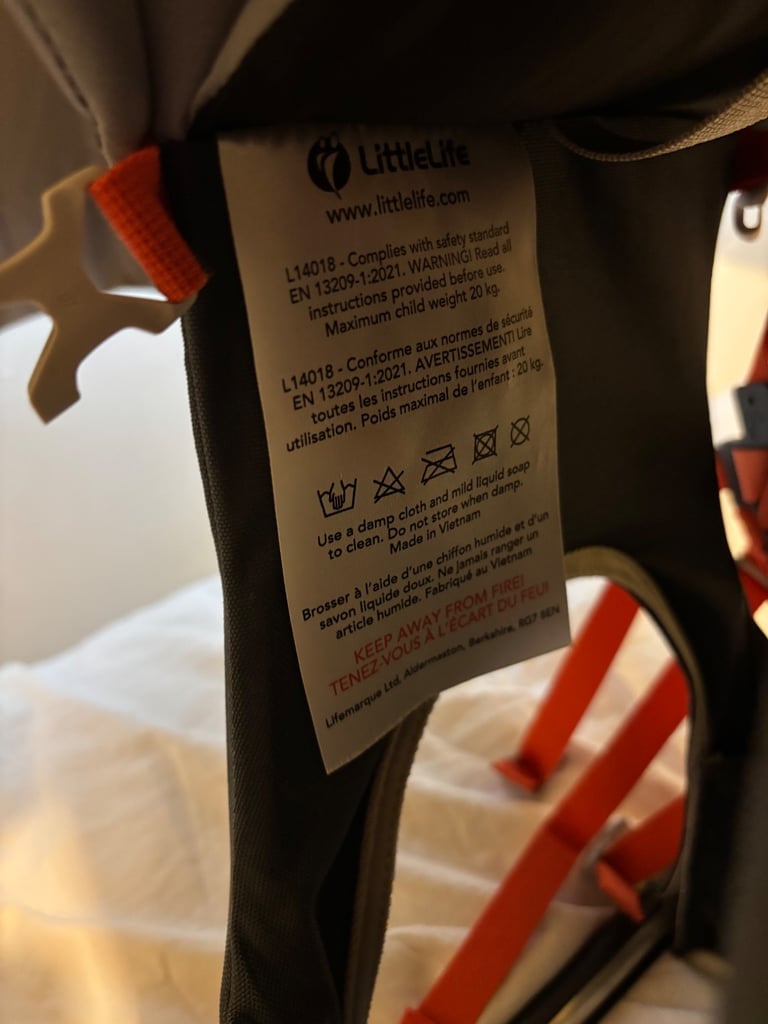 LittleLife
www.littlelife.com
L14018 - Complies with safety standard
EN 13209-1:2021. WARNING! Read all
instructions provided before use.
Maximum child weight 20 kg.
L14018 - Conforme aux normes de sécurité
EN 13209-1:2021. AVERTISSEMENT! Lire
toutes les instructions fournies avant
utilisation. Poids maximal de l'enfant : 20 kg.
Use a damp cloth and mild liquid soap
to clean. Do not store when damp.
Made in Vietnam
Brosser à l'aide d'une chiffon humide et d'un
savon liquide doux. Ne jamais ranger un
article humide. Fabriqué au Vietnam
KEEP AWAY FROM FIRE!
TENEZ-VOUS À L'ÉCART DU FEU!
Lifemarque Ltd, Aldermaston, Berkshire, RG7 8EN